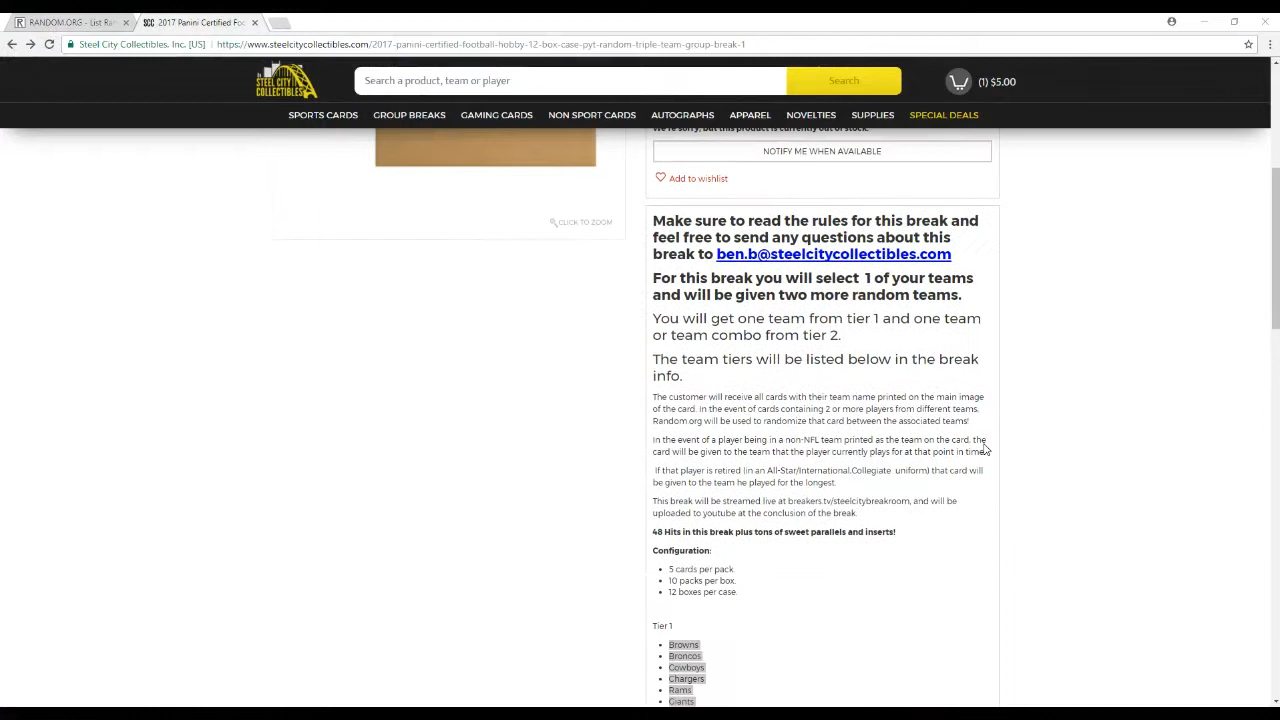 RANDOM.ORG - List Ra
2017 Panini Certified Foo
Steel City Collectibles, Inc. [US] https://www.steelcitycollectibles.com/2017-panini-certified-football-hobby-12-box-case-pyt-random-triple-team-group-break-1
STEEL CITY COLLECTIBLES
Search a product, team or player
Search
(1) $5.00
SPORTS CARDS GROUP BREAKS GAMING CARDS NON SPORT CARDS AUTOGRAPHS APPAREL NOVELTIES SUPPLIES SPECIAL DEALS
We're sorry, but this product is currently out of stock.
NOTIFY ME WHEN AVAILABLE
Add to wishlist
CLICK TO ZOOM
Make sure to read the rules for this break and
feel free to send any questions about this
break to ben.b@steelcitycollectibles.com
For this break you will select 1 of your teams
and will be given two more random teams.
You will get one team from tier 1 and one team
or team combo from tier 2.
The team tiers will be listed below in the break
info.
The customer will receive all cards with their team name printed on the main image
of the card. In the event of cards containing 2 or more players from different teams.
Random.org will be used to randomize that card between the associated teams!
In the event of a player being in a non-NFL team printed as the team on the card, the
card will be given to the team that the player currently plays for at that point in time.
If that player is retired (in an All-Star/International.Collegiate uniform) that card will
be given to the team he played for the longest.
This break will be streamed live at breakers.tv/steelcitybreakroom, and will be
uploaded to youtube at the conclusion of the break.
48 Hits in this break plus tons of sweet parallels and inserts!
Configuration:
• 5 cards per pack.
• 10 packs per box.
• 12 boxes per case.
Tier 1
• Browns
• Broncos
• Cowboys
• Chargers
• Rams
• Giants